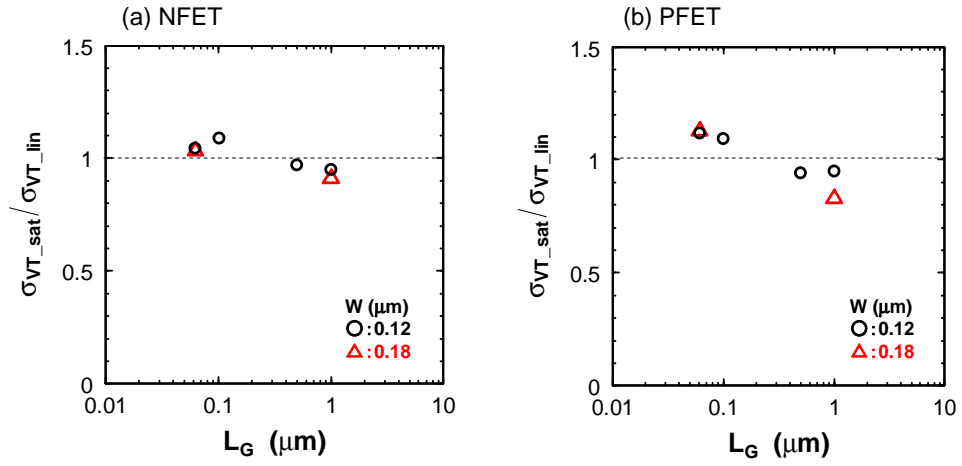 (a) NFET
1.5
1
0.5
0
0.01
0.1
1
10
σVT_sat/σVT_lin
LG (μm)
W (μm)
:0.12
:0.18
(b) PFET
1.5
1
0.5
0
0.01
0.1
1
10
σVT_sat/σVT_lin
LG (μm)
W (μm)
:0.12
:0.18